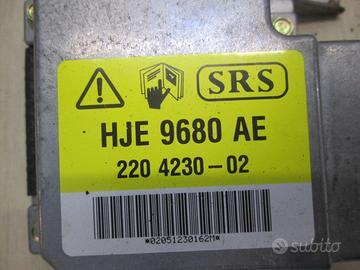 SRS
HJE 9680 AE
220 4230-02
*02051230162M*
subito